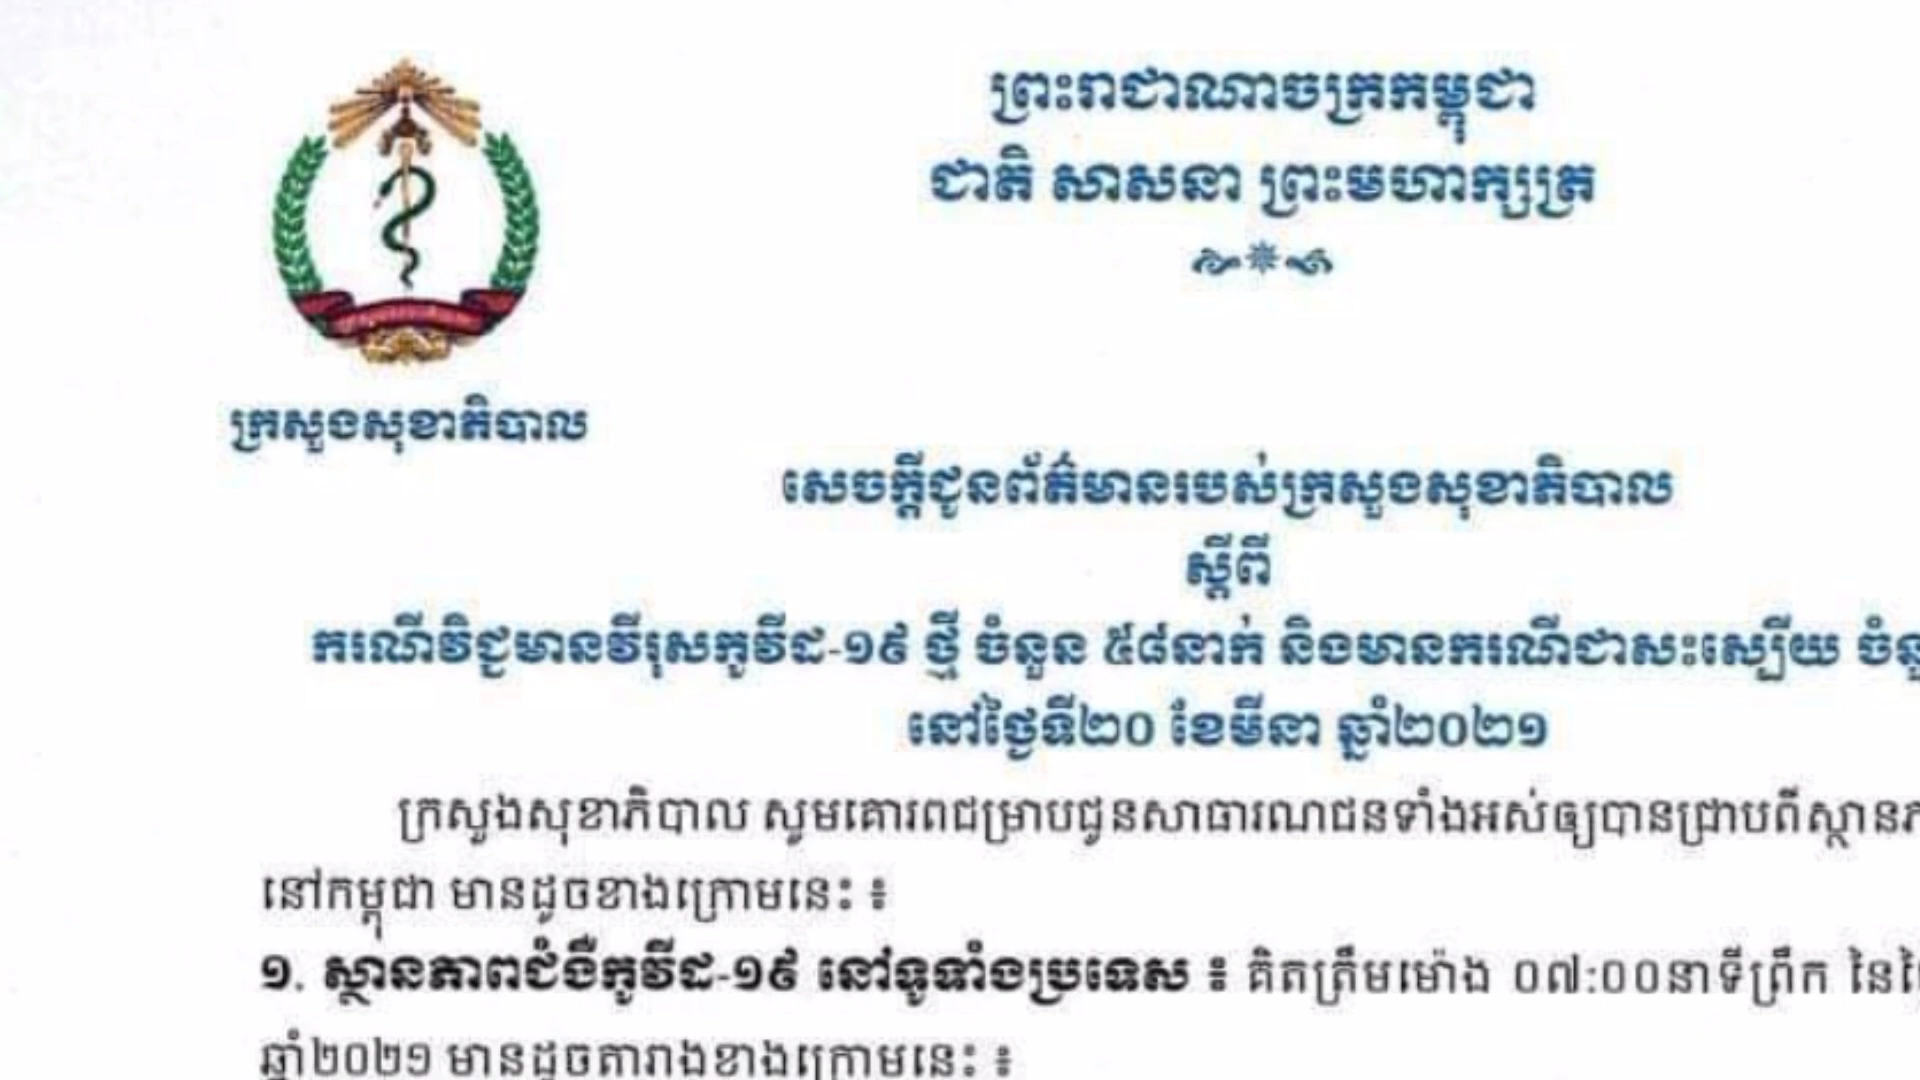 ព្រះរាជាណាចក្រកម្ពុជា
ជាតិ សាសនា ព្រះមហាក្សត្រ
ក្រសួងសុខាភិបាល
សេចក្តីជូនព័ត៌មានរបស់ក្រសួងសុខាភិបាល
ស្តីពី
ករណីវិជ្ជមានវីរុសកូវីដ-១៩ ថ្មី ចំនួន ៥៨នាក់ និងមានករណីជាសះស្បើយ
នៅថ្ងៃទី២០ ខែមីនា ឆ្នាំ២០២១
ក្រសួងសុខាភិបាល សូមគោរពជម្រាបជូនសាធារណជនទាំងអស់ឲ្យបានជ្រាបពី
នៅកម្ពុជា មានដូចខាងក្រោមនេះ ៖
១. ស្ថានភាពជំងឺកូវីដ-១៩ នៅទូទាំងប្រទេស ៖ គិតត្រឹមម៉ោង ០៧:០០នាទីព្រឹក
ឆ្នាំ២០២១ មានដូចតារាងខាងក្រោមនេះ ៖